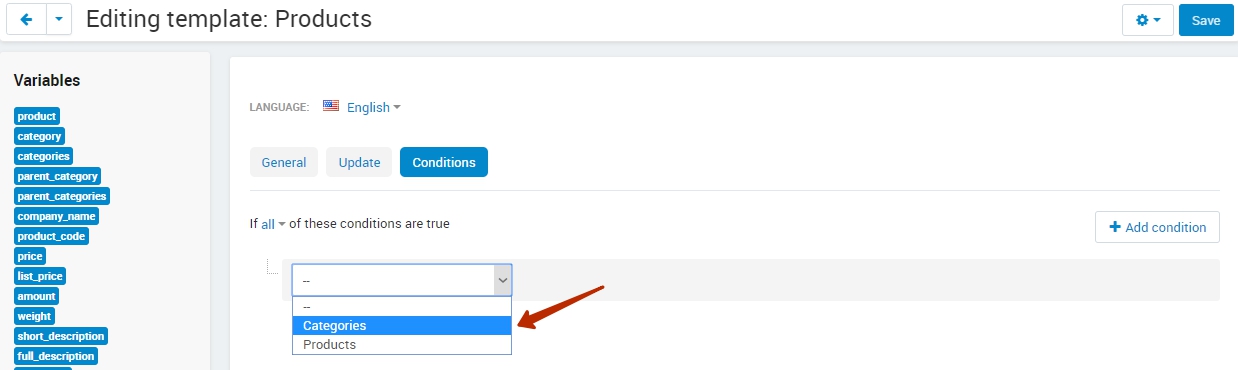 Editing template: Products
Save
Variables
product
category
categories
parent_category
parent_categories
company_name
product_code
price
list_price
amount
weight
short_description
full_description
LANGUAGE: English
General Update Conditions
If all of these conditions are true
+ Add condition
--
--
Categories
Products